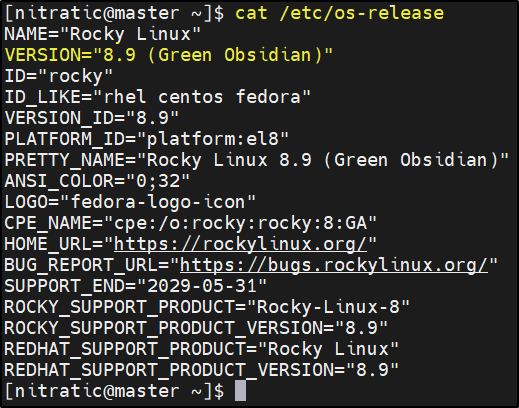 [nitratic@master ~]$ cat /etc/os-release
NAME="Rocky Linux"
VERSION="8.9 (Green Obsidian)"
ID="rocky"
ID_LIKE="rhel centos fedora"
VERSION_ID="8.9"
PLATFORM_ID="platform:el8"
PRETTY_NAME="Rocky Linux 8.9 (Green Obsidian)"
ANSI_COLOR="0;32"
LOGO="fedora-logo-icon"
CPE_NAME="cpe:/o:rocky:rocky:8:GA"
HOME_URL="https://rockylinux.org/"
BUG_REPORT_URL="https://bugs.rockylinux.org/"
SUPPORT_END="2029-05-31"
ROCKY_SUPPORT_PRODUCT="Rocky-Linux-8"
ROCKY_SUPPORT_PRODUCT_VERSION="8.9"
REDHAT_SUPPORT_PRODUCT="Rocky Linux"
REDHAT_SUPPORT_PRODUCT_VERSION="8.9"
[nitratic@master ~]$